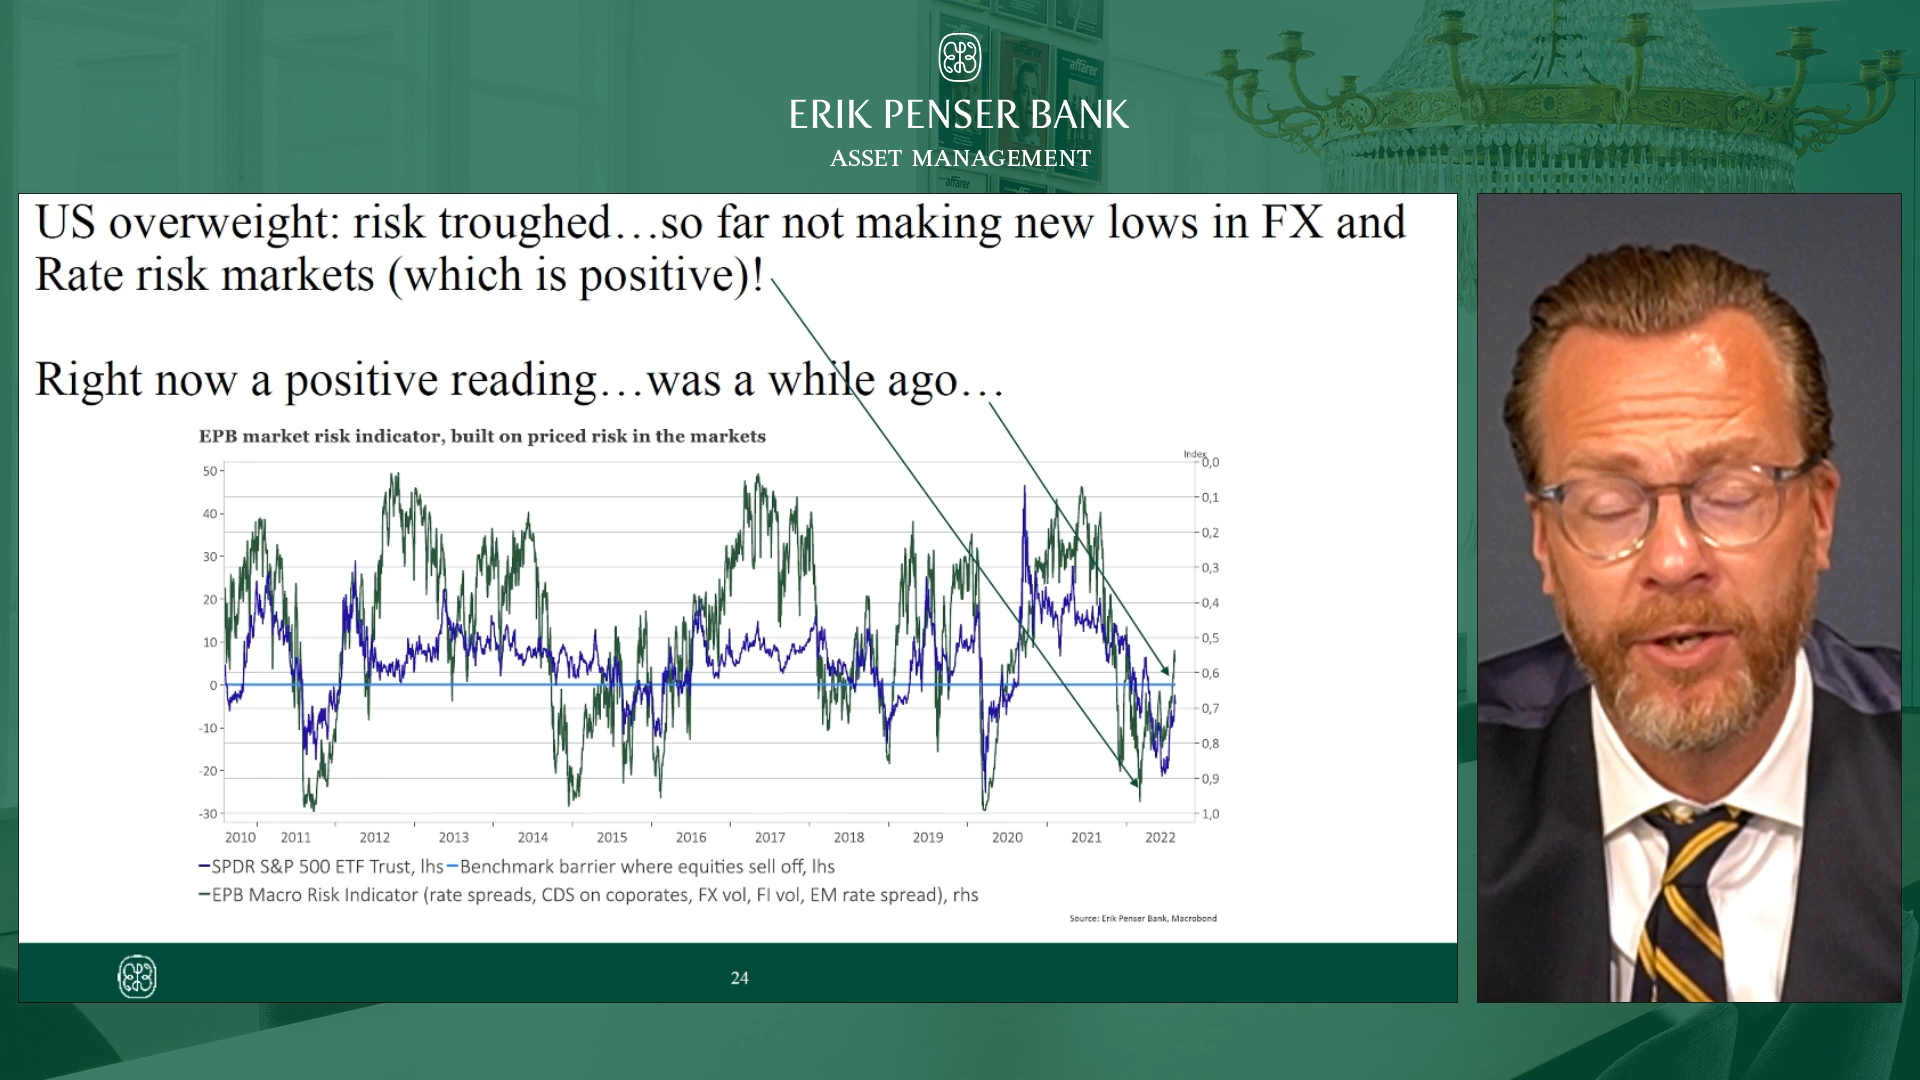 affärer
affärer
affärer
ERIK PENSER BANK
ASSET MANAGEMENT
US overweight: risk troughed…so far not making new lows in FX and
Rate risk markets (which is positive)!
Right now a positive reading…was a while ago…
EPB market risk indicator, built on priced risk in the markets
Index
50
40
30
20
10
0
-10
-20
-30
0,0
0,1
0,2
0,3
0,4
0,5
0,6
0,7
0,8
0,9
1,0
2010 2011 2012 2013 2014 2015 2016 2017 2018 2019 2020 2021 2022
SPDR S&P 500 ETF Trust, lhs Benchmark barrier where equities sell off, lhs
EPB Macro Risk Indicator (rate spreads, CDS on coporates, FX vol, FI vol, EM rate spread), rhs
Source: Erik Penser Bank, Macrobond
24